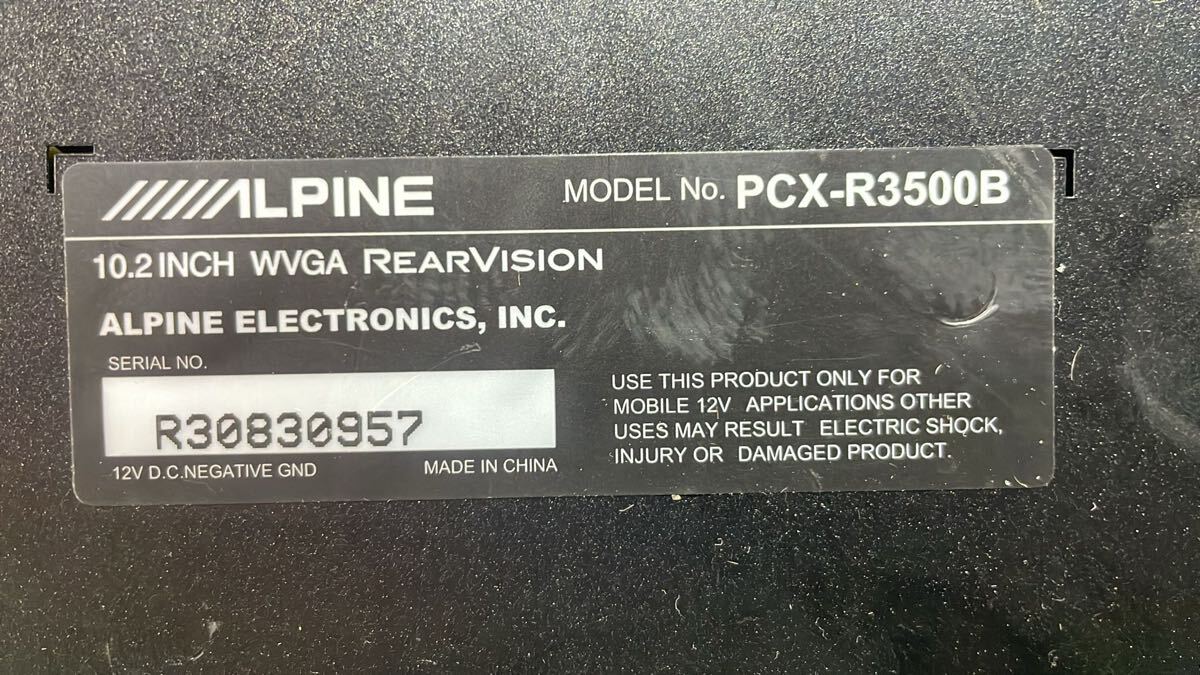 ALPINE
MODEL No. PCX-R3500B
10.2 INCH WVGA REARVISION
ALPINE ELECTRONICS, INC.
SERIAL NO.
R30830957
12V D.C.NEGATIVE GND
MADE IN CHINA
USE THIS PRODUCT ONLY FOR
MOBILE 12V APPLICATIONS OTHER
USES MAY RESULT ELECTRIC SHOCK,
INJURY OR DAMAGED PRODUCT.